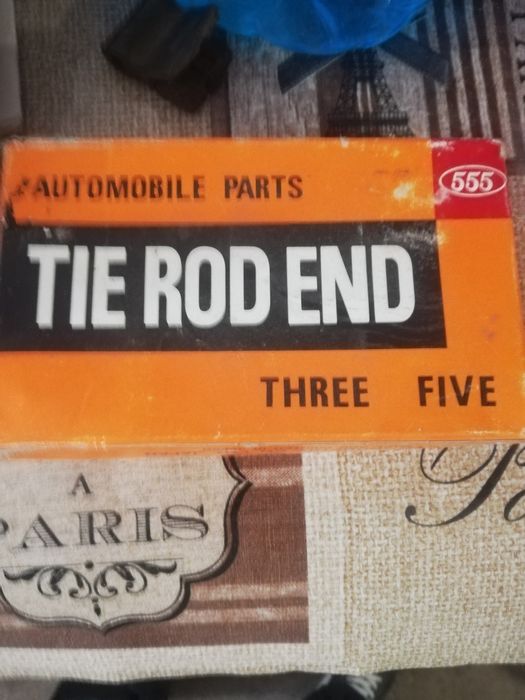 AUTOMOBILE PARTS
555
TIE ROD END
THREE FIVE
A
PARIS